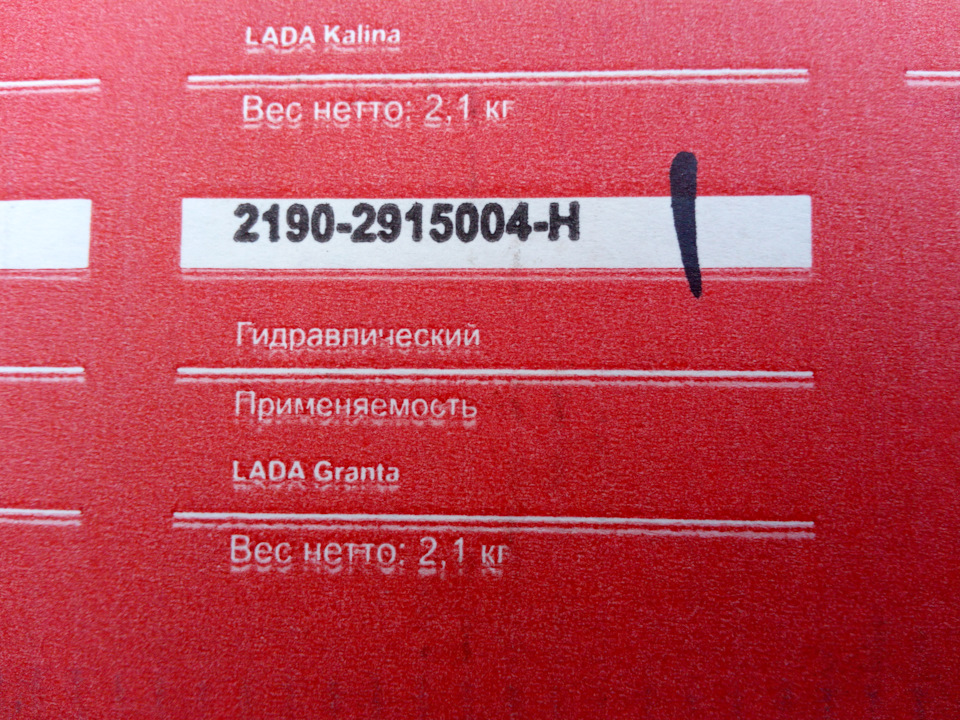 LADA Kalina
Вес нетто: 2,1 кг
2190-2915004-Н
Гидравлический
Применяемость
LADA Granta
Вес нетто: 2,1 кг